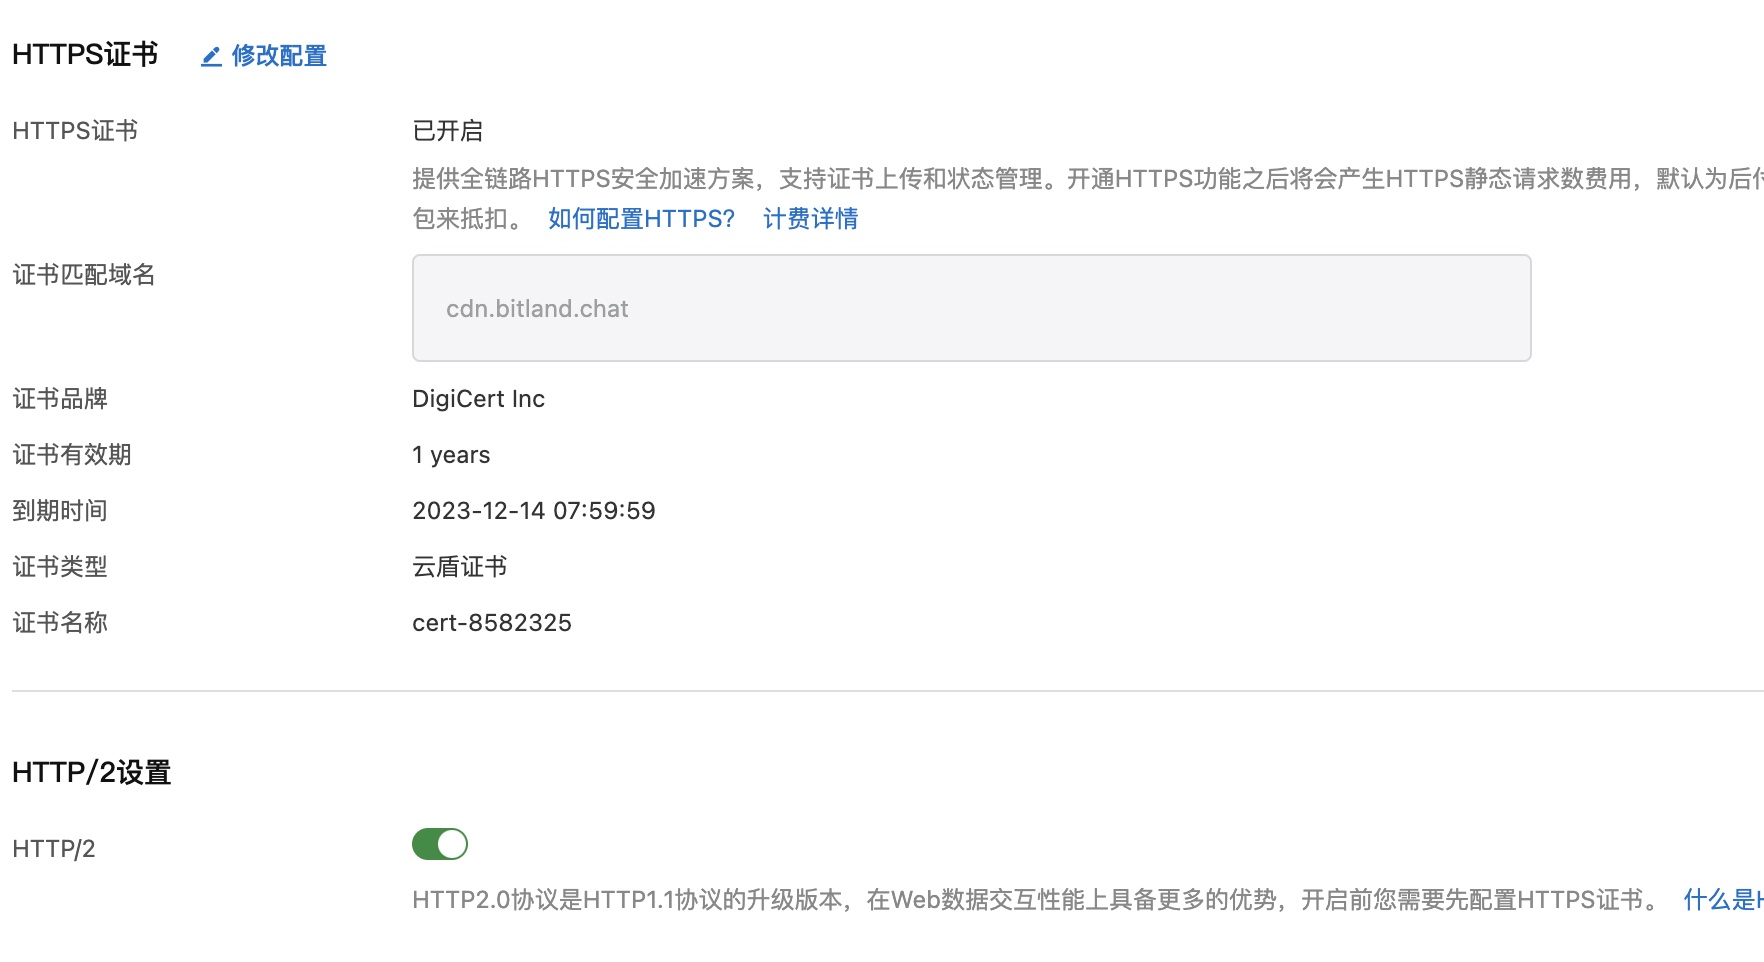 HTTPS证书 修改配置
HTTPS证书 已开启
提供全链路HTTPS安全加速方案，支持证书上传和状态管理。开通HTTPS功能之后将会产生HTTPS静态请求数费用，默认为后
包来抵扣。 如何配置HTTPS? 计费详情
证书匹配域名 cdn.bitland.chat
证书品牌 DigiCert Inc
证书有效期 1 years
到期时间 2023-12-14 07:59:59
证书类型 云盾证书
证书名称 cert-8582325
HTTP/2设置
HTTP/2
HTTP2.0协议是HTTP1.1协议的升级版本，在Web数据交互性能上具备更多的优势，开启前您需要先配置HTTPS证书。 什么是H